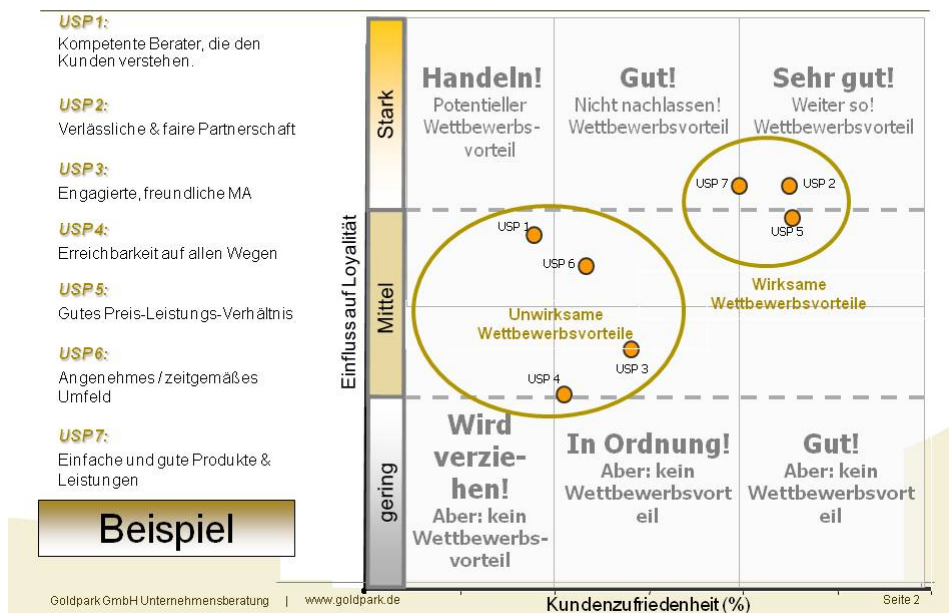 USP 1:
Kompetente Berater, die den
Kunden verstehen.
USP 2:
Verlässliche & faire Partnerschaft
USP 3:
Engagierte, freundliche MA
USP 4:
Erreichbarkeit auf allen Wegen
USP 5:
Gutes Preis-Leistungs-Verhältnis
USP 6:
Angenehmes / zeitgemäßes
Umfeld
USP 7:
Einfache und gute Produkte &
Leistungen
Beispiel
Einfluss auf Loyalität
Stark
Mittel
gering
Handeln!
Potentieller
Wettbewerbs-
vorteil
Gut!
Nicht nachlassen!
Wettbewerbsvorteil
Sehr gut!
Weiter so!
Wettbewerbsvorteil
USP 7
USP 2
USP 5
USP 1
USP 6
Wirksame
Wettbewerbsvorteile
Unwirksame
Wettbewerbsvorteile
USP 3
USP 4
Wird
verzie-
hen!
Aber: kein
Wettbewerbs-
vorteil
In Ordnung!
Aber: kein
Wettbewerbsvort
eil
Gut!
Aber: kein
Wettbewerbsvort
eil
Kundenzufriedenheit (%)
Goldpark GmbH Unternehmensberatung | www.goldpark.de
Seite 2